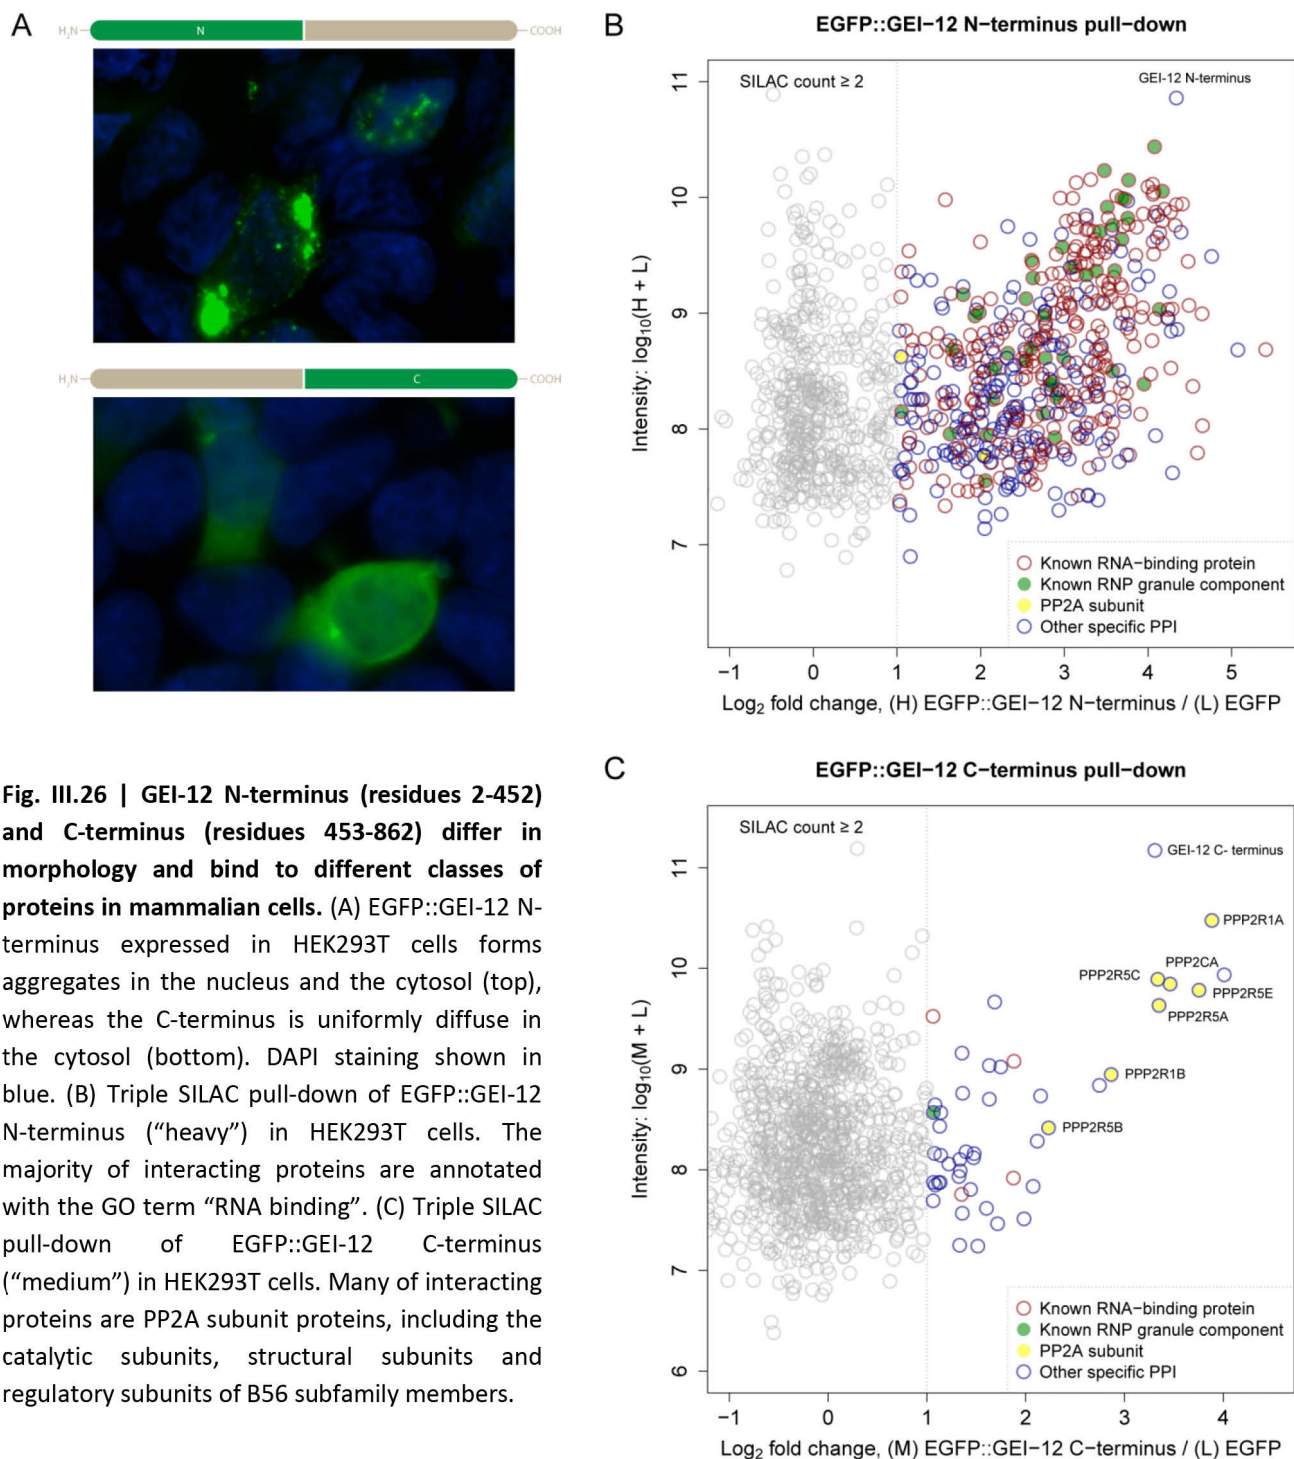 A
H2N
N
COOH
H2N
C
COOH
B
EGFP::GEI−12 N−terminus pull−down
SILAC count ≥ 2
GEI-12 N-terminus
11
10
9
8
7
Intensity: log10(H + L)
Known RNA−binding protein
Known RNP granule component
PP2A subunit
Other specific PPI
−1 0 1 2 3 4 5
Log2 fold change, (H) EGFP::GEI−12 N−terminus / (L) EGFP
Fig. III.26 | GEI-12 N-terminus (residues 2-452)
and C-terminus (residues 453-862) differ in
morphology and bind to different classes of
proteins in mammalian cells. (A) EGFP::GEI-12 N-
terminus expressed in HEK293T cells forms
aggregates in the nucleus and the cytosol (top),
whereas the C-terminus is uniformly diffuse in
the cytosol (bottom). DAPI staining shown in
blue. (B) Triple SILAC pull-down of EGFP::GEI-12
N-terminus (“heavy”) in HEK293T cells. The
majority of interacting proteins are annotated
with the GO term “RNA binding”. (C) Triple SILAC
pull-down of EGFP::GEI-12 C-terminus
(“medium”) in HEK293T cells. Many of interacting
proteins are PP2A subunit proteins, including the
catalytic subunits, structural subunits and
regulatory subunits of B56 subfamily members.
C
EGFP::GEI−12 C−terminus pull−down
SILAC count ≥ 2
GEI-12 C- terminus
PPP2R1A
PPP2CA
PPP2R5C
PPP2R5E
PPP2R5A
PPP2R1B
PPP2R5B
11
10
9
8
7
6
Intensity: log10(M + L)
Known RNA−binding protein
Known RNP granule component
PP2A subunit
Other specific PPI
−1 0 1 2 3 4
Log2 fold change, (M) EGFP::GEI−12 C−terminus / (L) EGFP